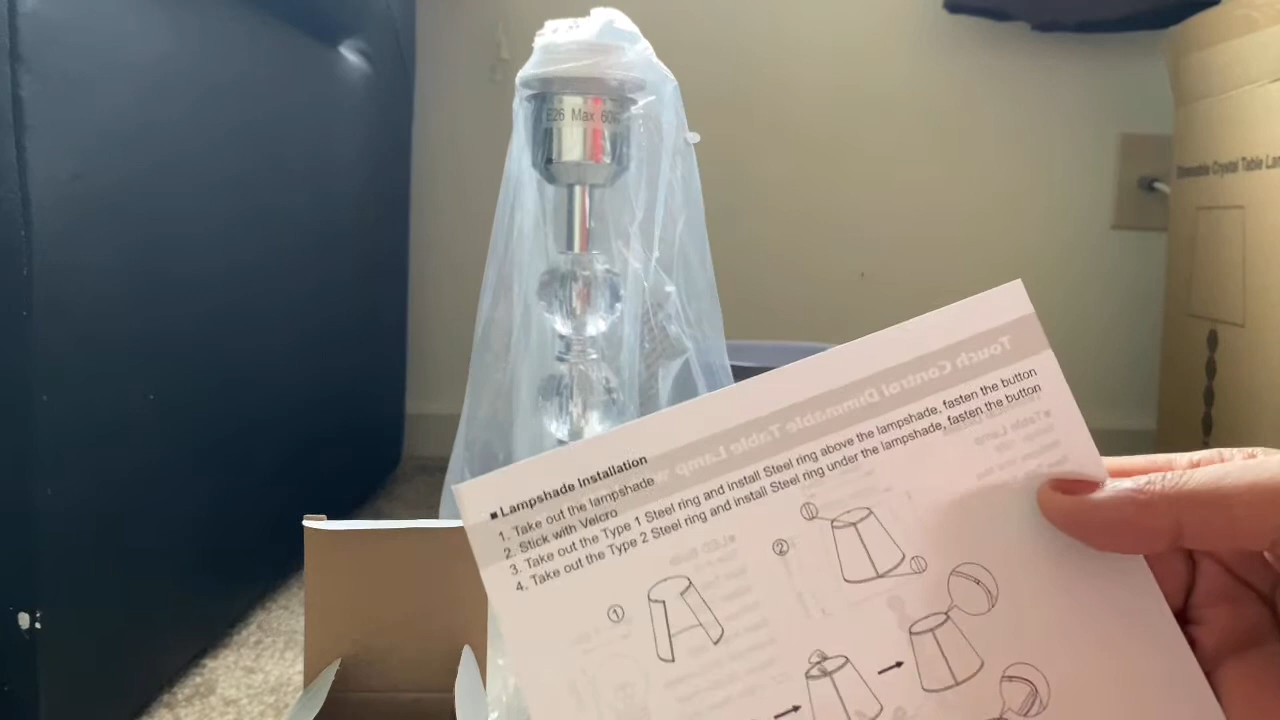 E26 Max 60W
Dimmable Crystal Table Lam
Touch Control Dimmable Table Lamp
■ Lampshade Installation
1. Take out the lampshade
2. Stick with Velcro
3. Take out the Type 1 Steel ring and install Steel ring above the lampshade, fasten the button
4. Take out the Type 2 Steel ring and install Steel ring under the lampshade, fasten the button
①
②